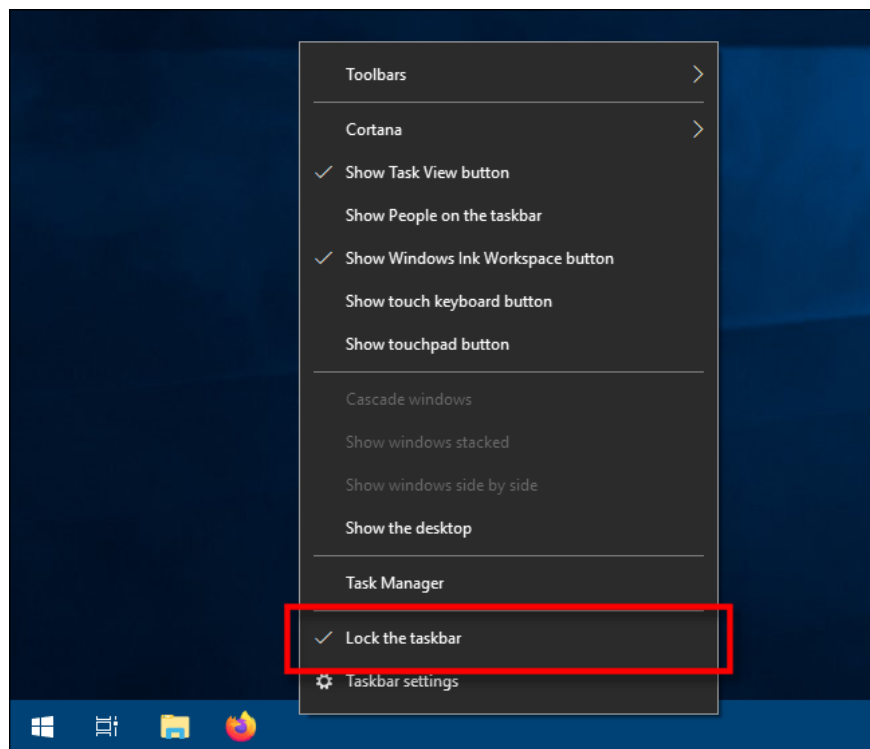 Toolbars
Cortana
Show Task View button
Show People on the taskbar
Show Windows Ink Workspace button
Show touch keyboard button
Show touchpad button
Cascade windows
Show windows stacked
Show windows side by side
Show the desktop
Task Manager
Lock the taskbar
Taskbar settings